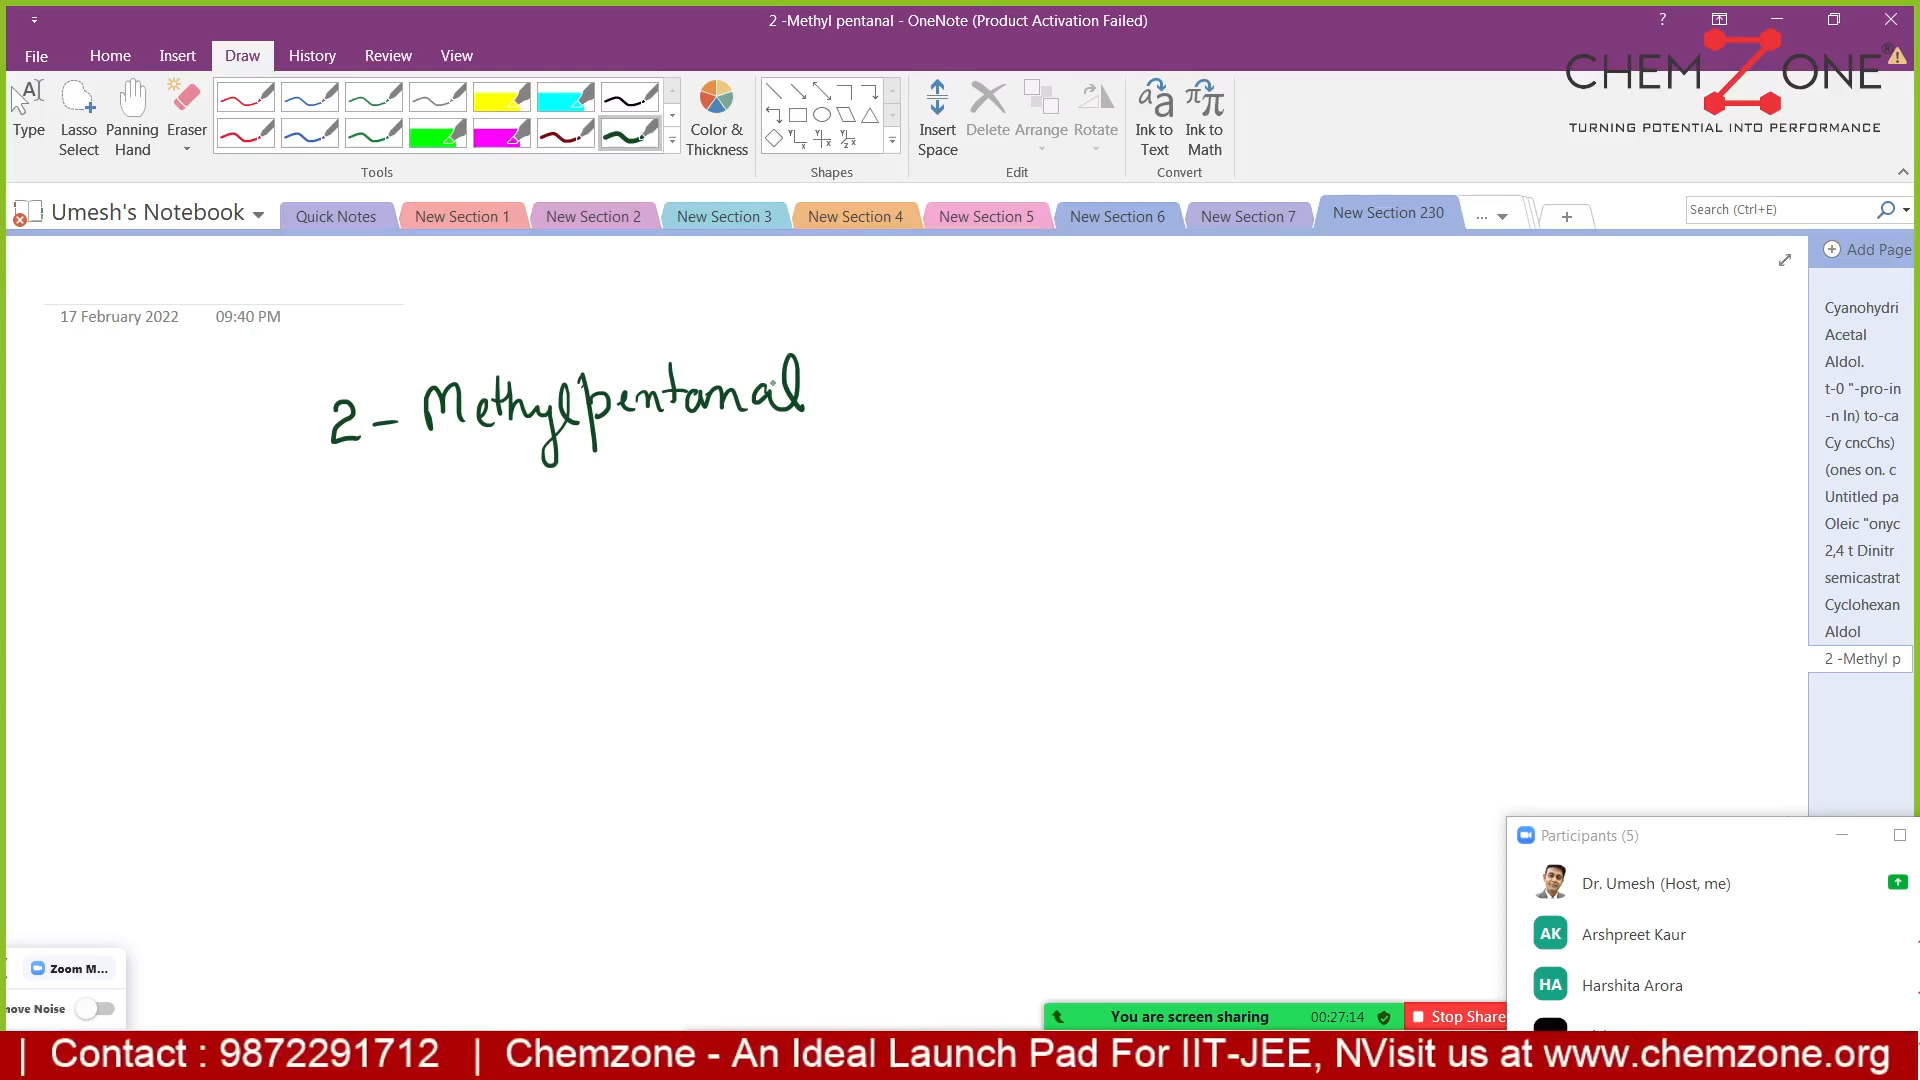 2 -Methyl pentanal - OneNote (Product Activation Failed)
?
File Home Insert Draw History Review View
CHEMZONE®
TURNING POTENTIAL INTO PERFORMANCE
Type
Lasso Select
Panning Hand
Eraser
Color & Thickness
Insert Space
Delete
Arrange
Rotate
Ink to Text
Ink to Math
Tools
Shapes
Edit
Convert
Umesh's Notebook
Quick Notes
New Section 1
New Section 2
New Section 3
New Section 4
New Section 5
New Section 6
New Section 7
New Section 230
...
Search (Ctrl+E)
Add Page
17 February 2022 09:40 PM
2 - Methylpentanal
Cyanohydri
Acetal
Aldol.
t-0 "-pro-in
-n In) to-ca
Cy cncChs)
(ones on. c
Untitled pa
Oleic "onyc
2,4 t Dinitr
semicastrat
Cyclohexan
Aldol
2 -Methyl p
Participants (5)
Dr. Umesh (Host, me)
AK Arshpreet Kaur
HA Harshita Arora
Zoom M...
move Noise
You are screen sharing 00:27:14 Stop Share
| Contact : 9872291712 | Chemzone - An Ideal Launch Pad For IIT-JEE, NVisit us at www.chemzone.org